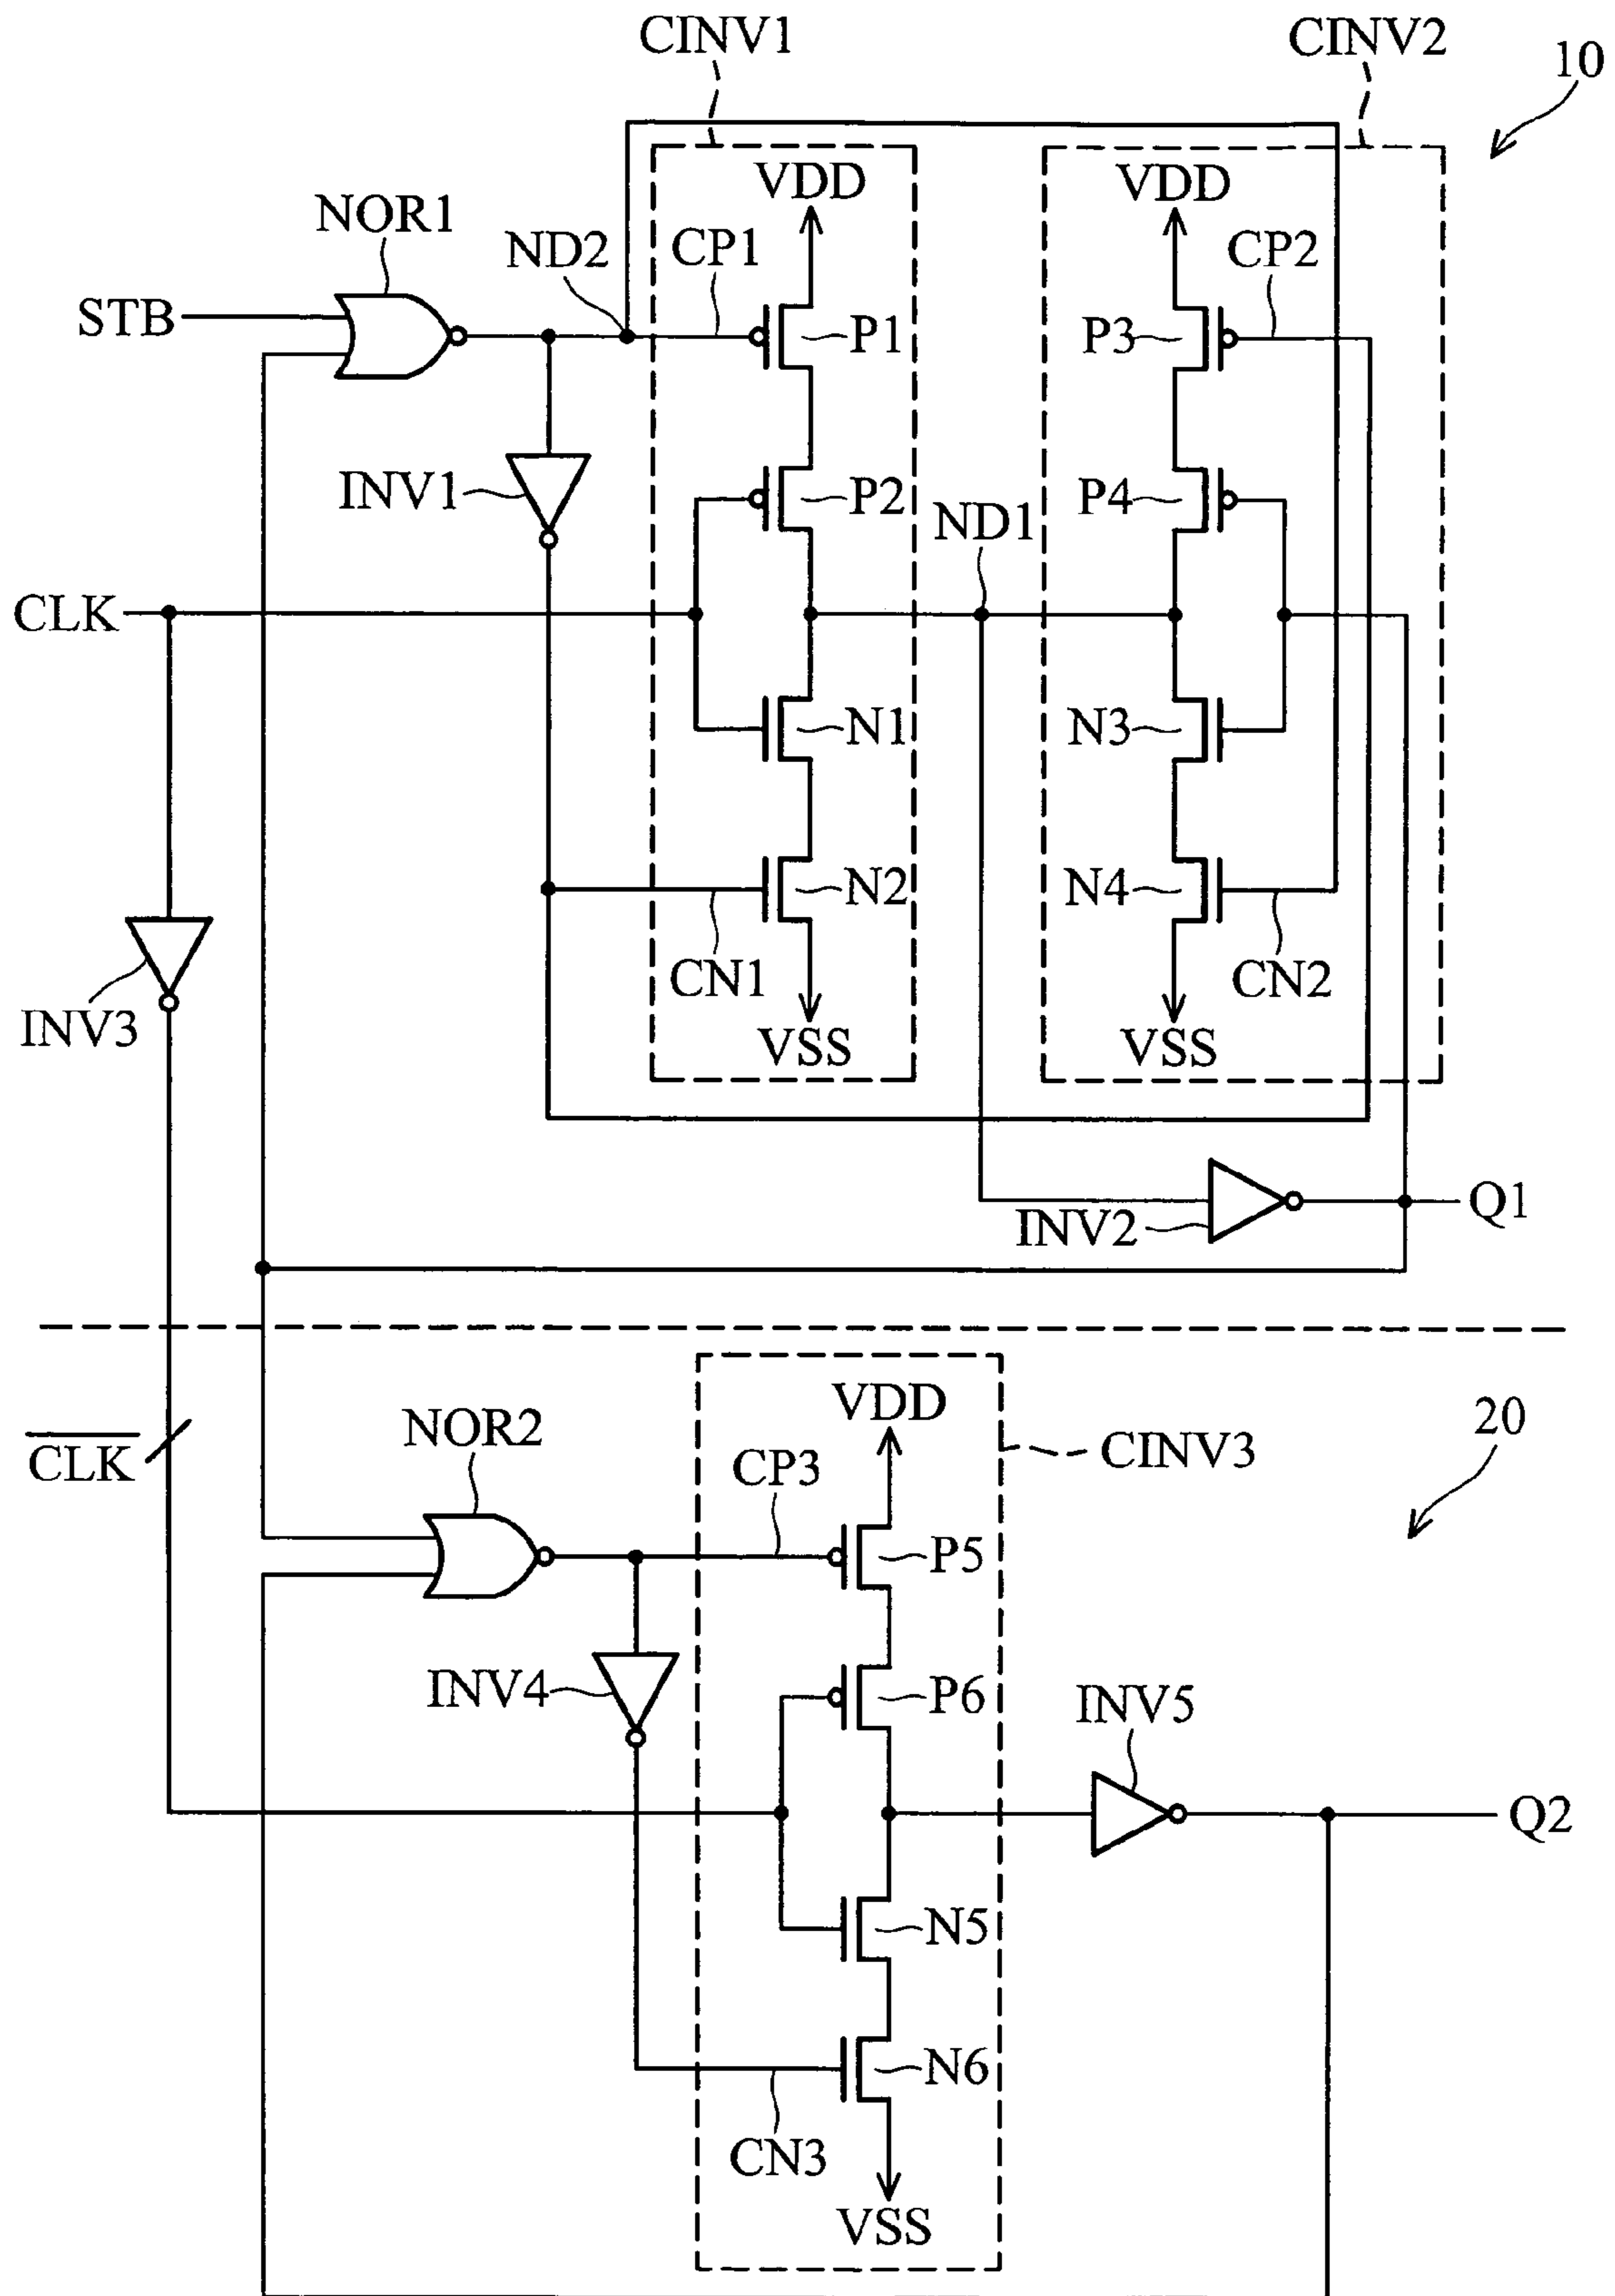 CINV1
CINV2
10
VDD
VDD
NOR1
ND2
CP1
CP2
STB
P1
P3
INV1
P2
P4
ND1
CLK
N1
N3
N2
N4
CN1
CN2
INV3
VSS
VSS
Q1
INV2
VDD
20
NOR2
CLK
CP3
CINV3
P5
INV4
P6
INV5
Q2
N5
N6
CN3
VSS